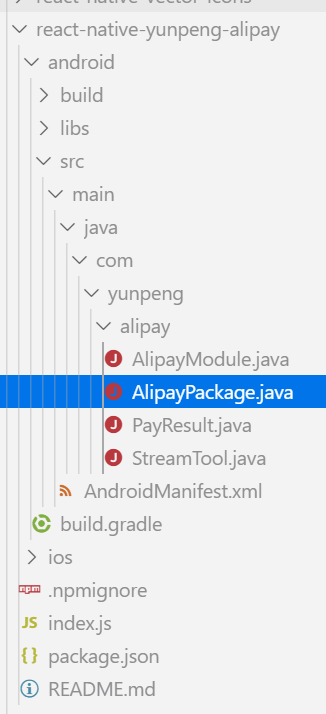 react-native-vector-icons
react-native-yunpeng-alipay
android
build
libs
src
main
java
com
yunpeng
alipay
AlipayModule.java
AlipayPackage.java
PayResult.java
StreamTool.java
AndroidManifest.xml
build.gradle
ios
.npmignore
index.js
package.json
README.md